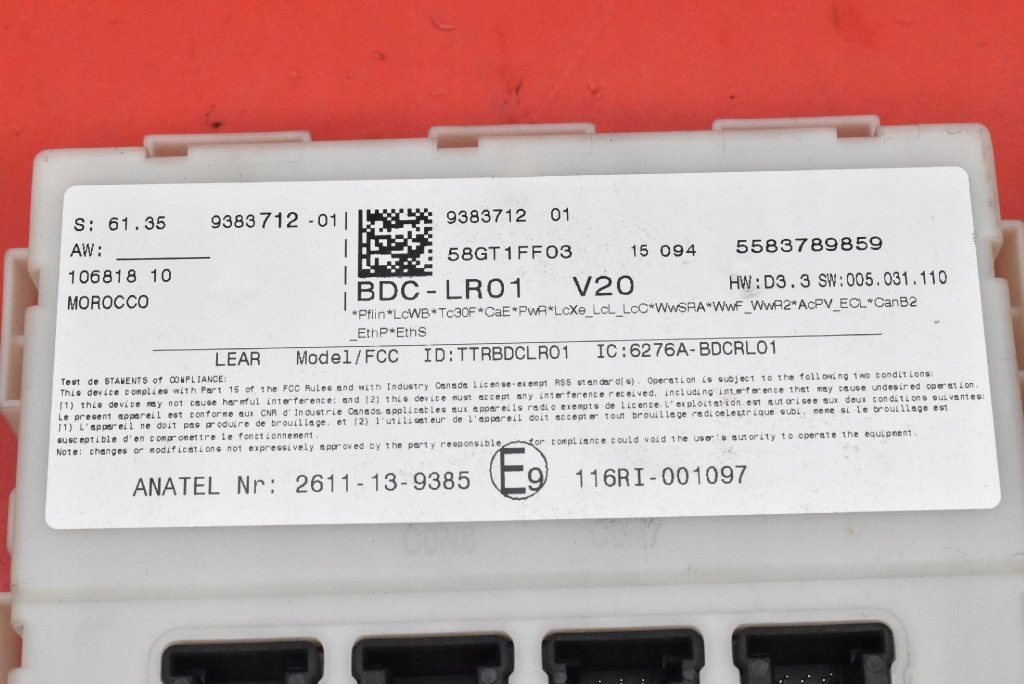 S: 61.35 9383712 -01
9383712 01
AW:
58GT1FF03 15 094 5583789859
106818 10
BDC-LR01 V20 HW:D3.3 SW:005.031.110
MOROCCO
*PfIin*LcWB*Tc30F*CaE*PwR*LcXe_LcL_LcC*WwSRA*WwF_WwR2*AcPV_ECL*CanB2
_EthP*EthS
LEAR Model/FCC ID:TTRBDCLR01 IC:6276A-BDCRL01
Test de STAMENTS of COMPLIANCE:
This device complies with Part 15 of the FCC Rules and with Industry Canada license-exempt RSS standard(s). Operation is subject to the following two conditions:
(1) this device may not cause harmful interference: and (2) this device must accept any interference received, including interference that may cause undesired operation.
Le present appareil est conforme aux CNR d'Industrie Canada applicables aux appareils radio exempts de licence. L'exploitation est autorisee aux deux conditions suivantes:
(1) L'appareil ne doit pas produire de brouillage, et (2) l'utilisateur de l'appareil doit accepter tout brouillage radioelectrique subi, meme si le brouillage est
susceptible d'en compromettre le fonctionnement.
Note: changes or modifications not expressively approved by the party responsible for compliance could void the user's authority to operate the equipment.
ANATEL Nr: 2611-13-9385 E9 116RI-001097
CON6 CON7